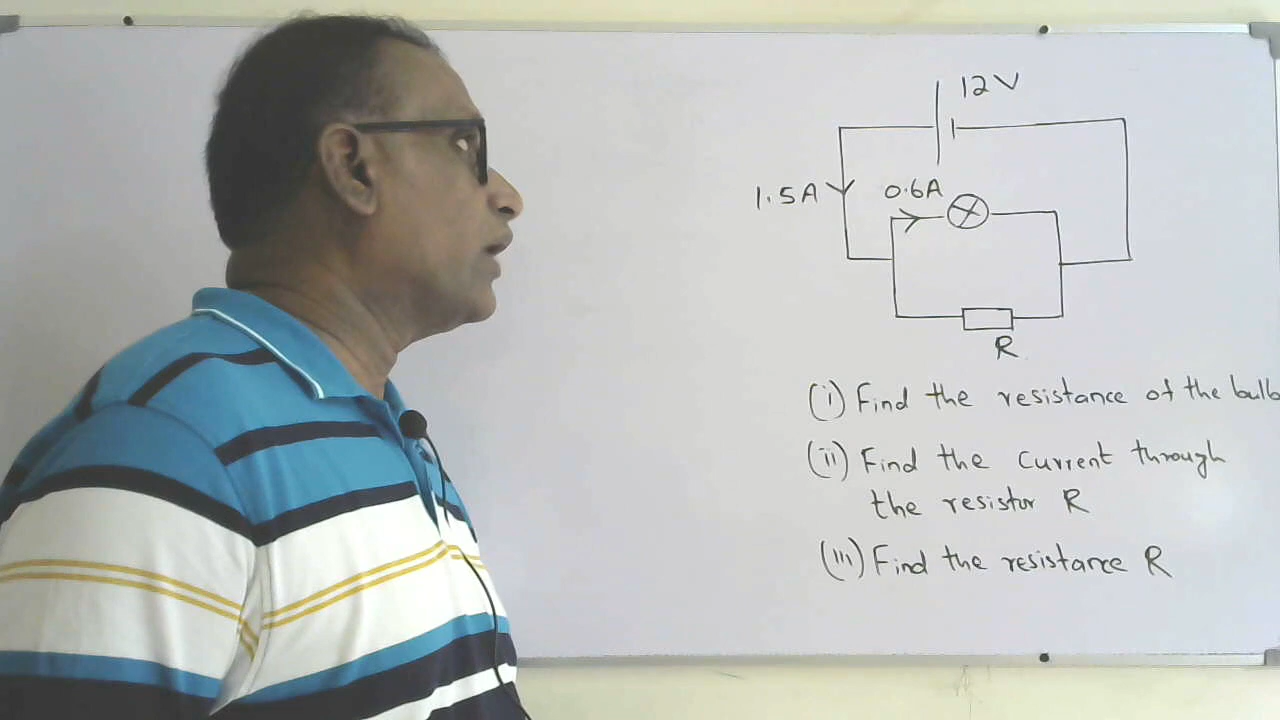 12V
1.5A
0.6A
R
(i) Find the resistance of the bulb
(ii) Find the current through
the resistor R
(iii) Find the resistance R